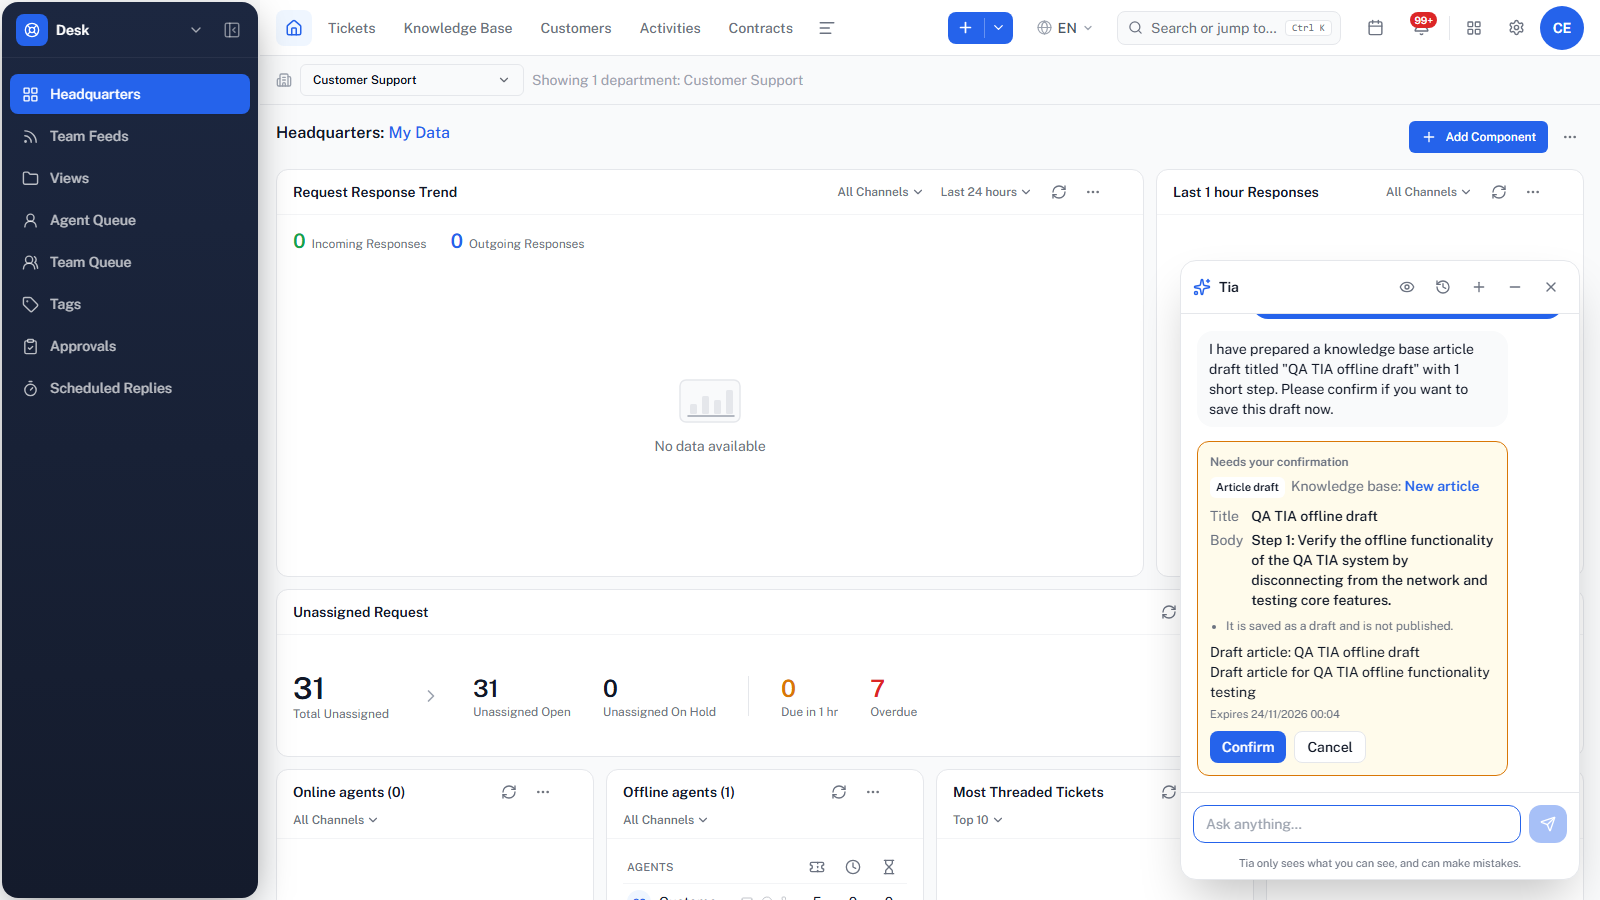 Desk
Headquarters
Team Feeds
Views
Agent Queue
Team Queue
Tags
Approvals
Scheduled Replies
Tickets
Knowledge Base
Customers
Activities
Contracts
EN
Search or jump to...
Ctrl K
99+
CE
Customer Support
Showing 1 department: Customer Support
Headquarters: My Data
Add Component
Request Response Trend
All Channels
Last 24 hours
0 Incoming Responses
0 Outgoing Responses
No data available
Last 1 hour Responses
All Channels
Unassigned Request
31
Total Unassigned
31
Unassigned Open
0
Unassigned On Hold
0
Due in 1 hr
7
Overdue
Online agents (0)
All Channels
Offline agents (1)
All Channels
AGENTS
Most Threaded Tickets
Top 10
Tia
I have prepared a knowledge base article
draft titled "QA TIA offline draft" with 1
short step. Please confirm if you want to
save this draft now.
Needs your confirmation
Article draft Knowledge base: New article
Title QA TIA offline draft
Body Step 1: Verify the offline functionality
of the QA TIA system by
disconnecting from the network and
testing core features.
• It is saved as a draft and is not published.
Draft article: QA TIA offline draft
Draft article for QA TIA offline functionality
testing
Expires 24/11/2026 00:04
Confirm
Cancel
Ask anything...
Tia only sees what you can see, and can make mistakes.